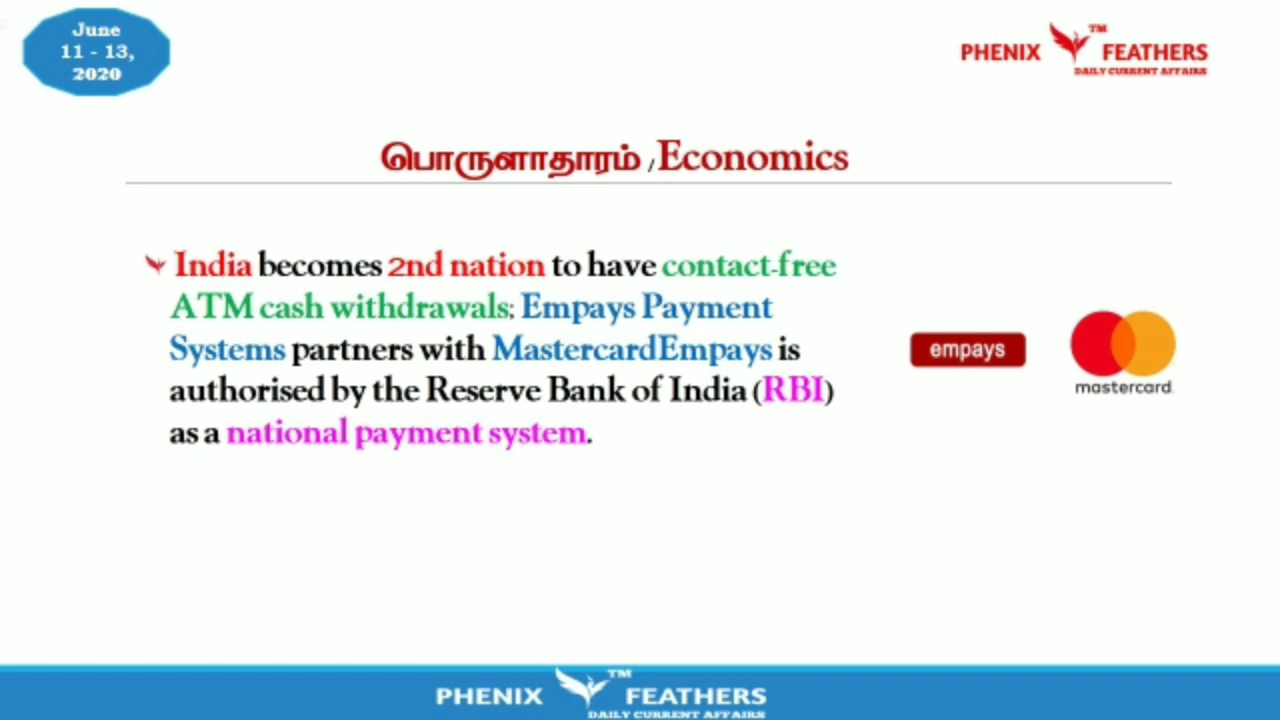 June
11 - 13,
2020
PHENIX FEATHERS
TM
DAILY CURRENT AFFAIRS
பொருளாதாரம் / Economics
India becomes 2nd nation to have contact-free
ATM cash withdrawals; Empays Payment
Systems partners with MastercardEmpays is
authorised by the Reserve Bank of India (RBI)
as a national payment system.
empays
mastercard
PHENIX FEATHERS
TM
DAILY CURRENT AFFAIRS